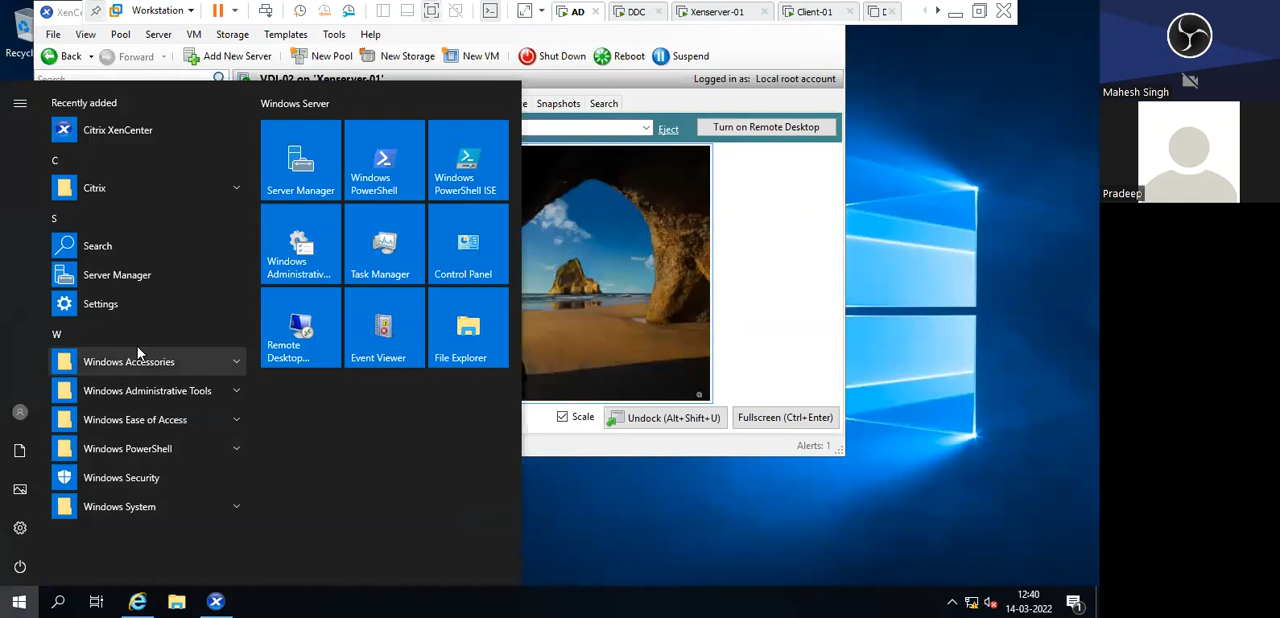 XenCe
Workstation
AD
DDC
Xenserver-01
Client-01
File
View
Pool
Server
VM
Storage
Templates
Tools
Help
Back
Forward
Add New Server
New Pool
New Storage
New VM
Shut Down
Reboot
Suspend
Search...
VDI-02 on 'Xenserver-01'
Logged in as: Local root account
Snapshots
Search
Eject
Turn on Remote Desktop
Scale
Undock (Alt+Shift+U)
Fullscreen (Ctrl+Enter)
Alerts: 1
Recycl
Recently added
Citrix XenCenter
C
Citrix
S
Search
Server Manager
Settings
W
Windows Accessories
Windows Administrative Tools
Windows Ease of Access
Windows PowerShell
Windows Security
Windows System
Windows Server
Server Manager
Windows
PowerShell
Windows
PowerShell ISE
Windows
Administrativ...
Task Manager
Control Panel
Remote
Desktop...
Event Viewer
File Explorer
12:40
14-03-2022
1
Mahesh Singh
Pradeep